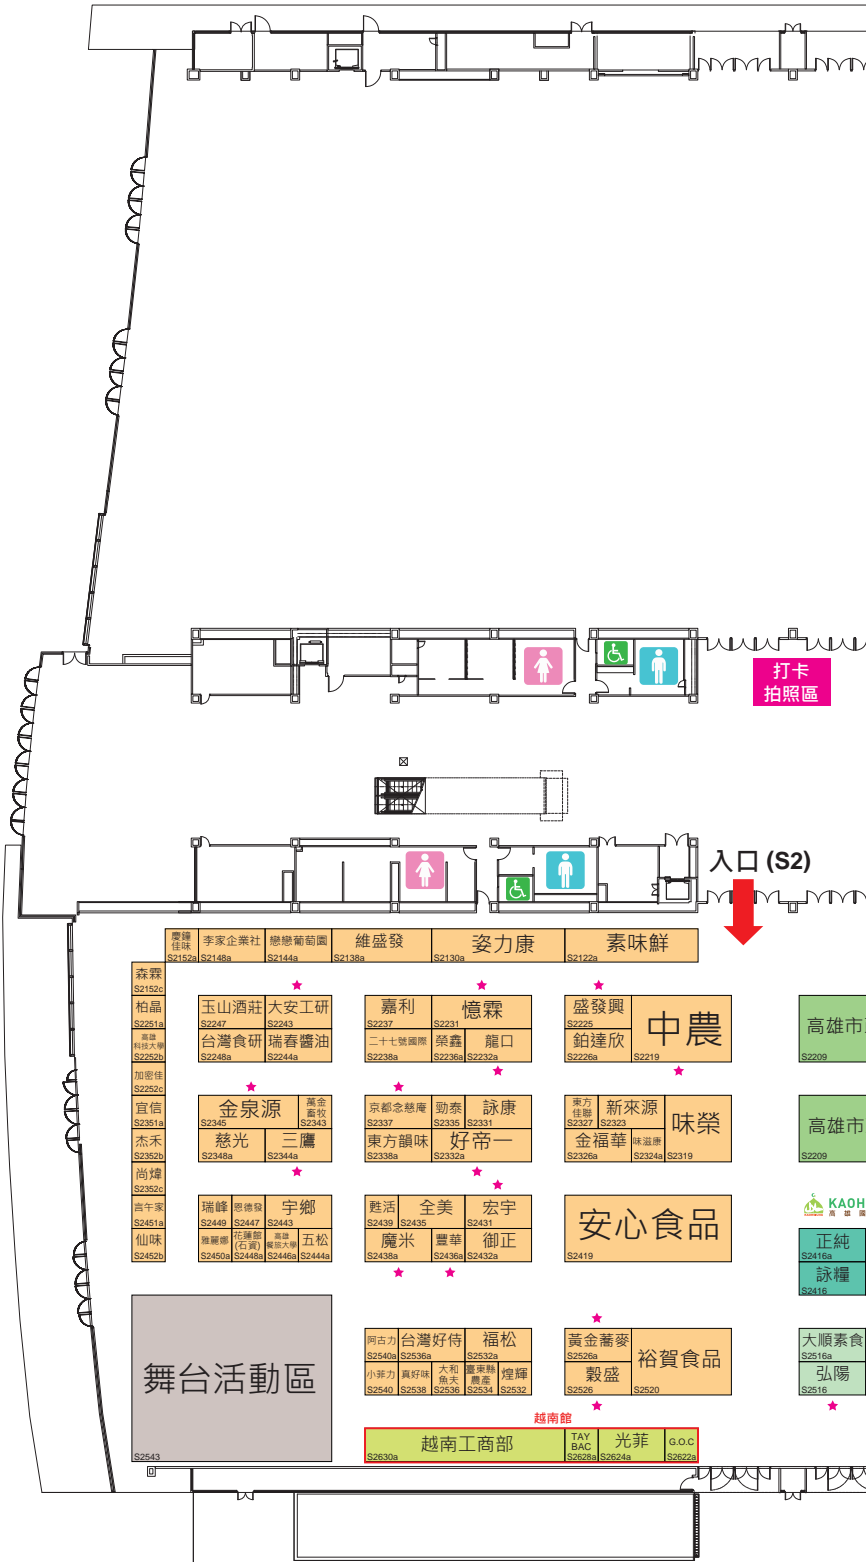 打卡
拍照區
入口 (S2)
慶鐘
佳味
S2152a
李家企業社
S2148a
戀戀葡萄園
S2144a
維盛發
S2138a
姿力康
S2130a
素味鮮
S2122a
森霖
S2152c
柏晶
S2251a
高雄
科技大學
S2252b
加密佳
S2252c
宜信
S2351a
杰禾
S2352b
尚煒
S2352c
言午家
S2451a
仙味
S2452b
玉山酒莊
S2247
大安工研
S2243
台灣食研
S2248a
瑞春醬油
S2244a
嘉利
S2237
憶霖
S2231
二十七號國際
S2238a
榮鑫
S2236a
龍口
S2232a
盛發興
S2225
鉑達欣
S2226a
中農
S2219
高雄市
S2209
金泉源
S2345
萬金
畜牧
S2343
慈光
S2348a
三鷹
S2344a
京都念慈庵
S2337
勁泰
S2335
詠康
S2331
東方韻味
S2338a
好帝一
S2332a
東方
佳聯
S2327
新來源
S2323
金福華
S2326a
味滋康
S2324a
味榮
S2319
高雄市
S2209
瑞峰
S2449
恩德發
S2447
宇鄉
S2443
雅麗娜
S2450a
花蓮館
(石資)
S2448a
高雄
餐旅大學
S2446a
五松
S2444a
甦活
S2439
全美
S2435
宏宇
S2431
魔米
S2438a
豐華
S2436a
御正
S2432a
安心食品
S2419
KAOH
高雄國
正純
S2416a
詠糧
S2416
舞台活動區
S2543
阿古力
S2540a
台灣好侍
S2536a
福松
S2532a
小菲力
S2540
真好味
S2538
大和
魚夫
S2536
臺東縣
農產
S2534
煌輝
S2532
黃金蕎麥
S2526a
穀盛
S2526
裕賀食品
S2520
大順素食
S2516a
弘陽
S2516
越南館
越南工商部
S2630a
TAY
BAC
S2628a
光菲
S2624a
G.O.C
S2622a